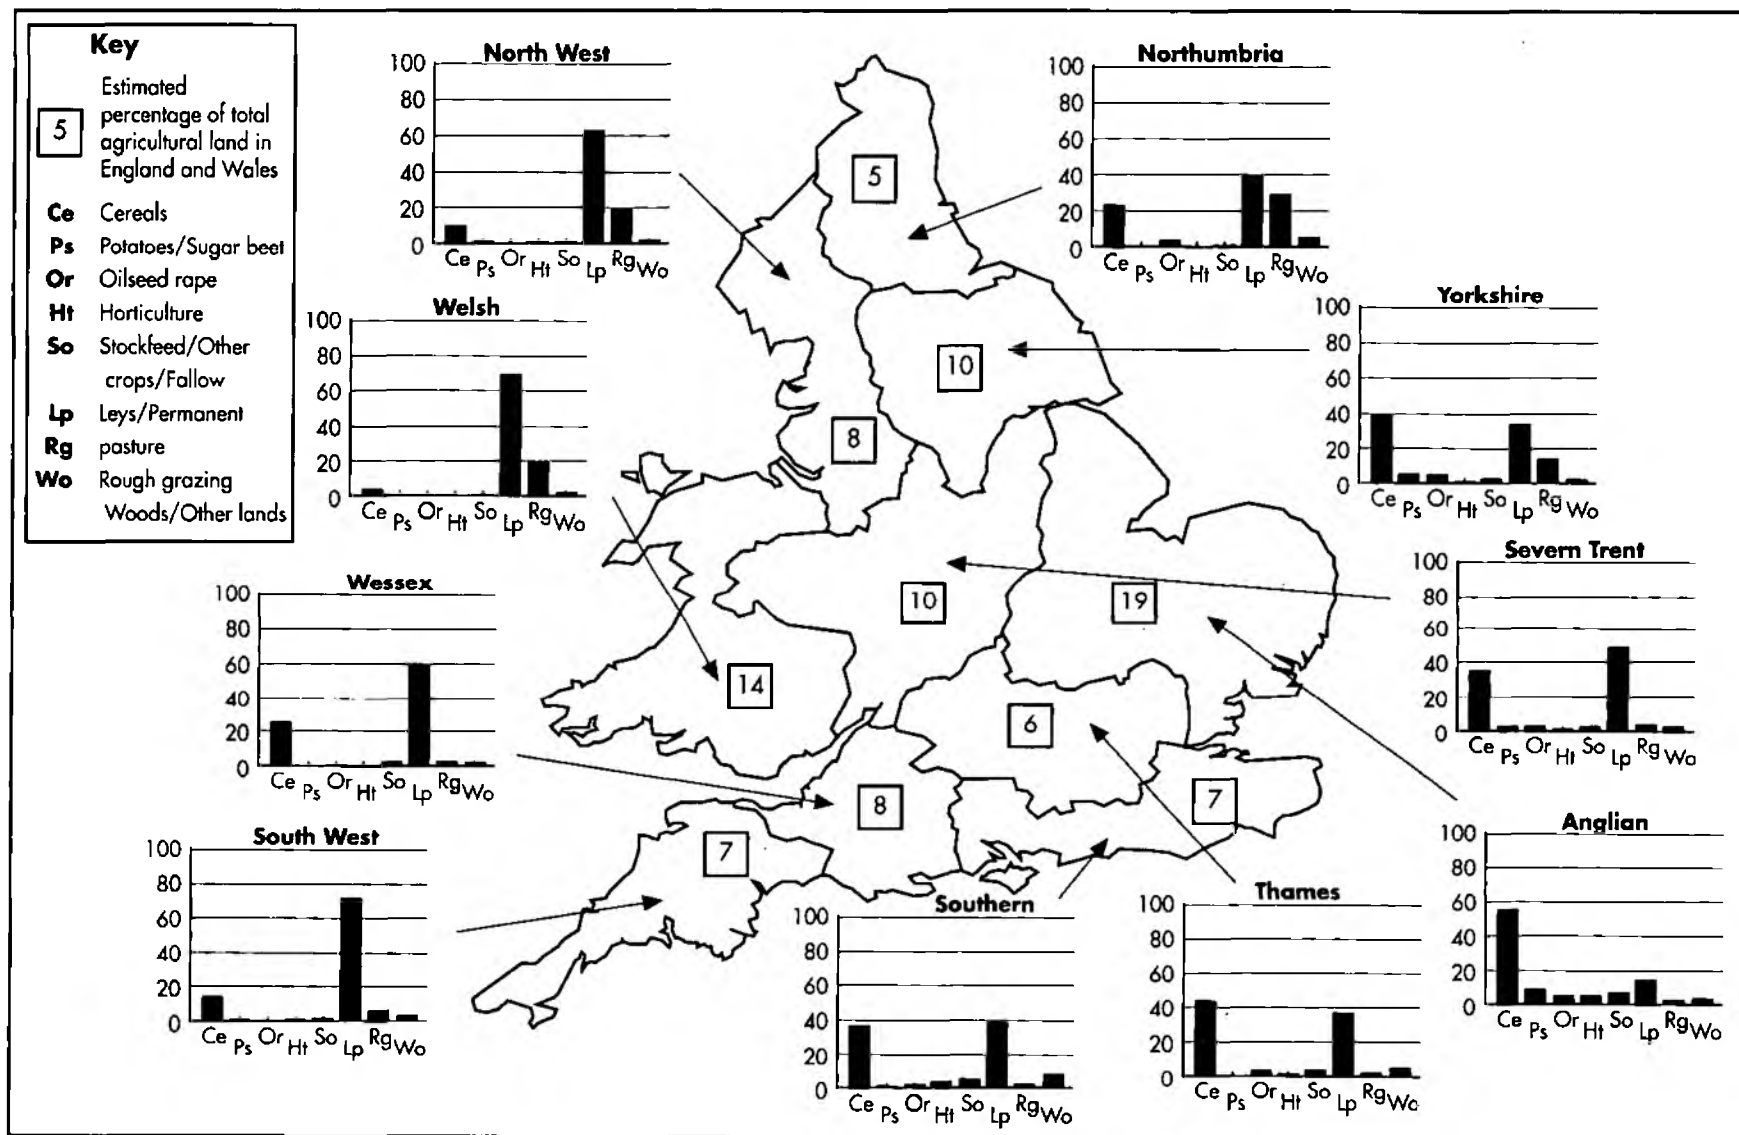 Key
Estimated
5 percentage of total
agricultural land in
England and Wales
Ce Cereals
Ps Potatoes/Sugar beet
Or Oilseed rape
Ht Horticulture
So Stockfeed/Other
crops/Fallow
Lp Leys/Permanent
Rg pasture
Wo Rough grazing
Woods/Other lands
North West
100
80
60
40
20
0
Ce Ps Or Ht So Lp Rg Wo
Northumbria
100
80
60
40
20
0
Ce Ps Or Ht So Lp Rg Wo
Welsh
100
80
60
40
20
0
Ce Ps Or Ht So Lp Rg Wo
Yorkshire
100
80
60
40
20
0
Ce Ps Or Ht So Lp Rg Wo
Wessex
100
80
60
40
20
0
Ce Ps Or Ht So Lp Rg Wo
Severn Trent
100
80
60
40
20
0
Ce Ps Or Ht So Lp Rg Wo
South West
100
80
60
40
20
0
Ce Ps Or Ht So Lp Rg Wo
Southern
100
80
60
40
20
0
Ce Ps Or Ht So Lp Rg Wo
Thames
100
80
60
40
20
0
Ce Ps Or Ht So Lp Rg Wo
Anglian
100
80
60
40
20
0
Ce Ps Or Ht So Lp Rg Wo
5
10
8
10
19
14
6
8
7
7